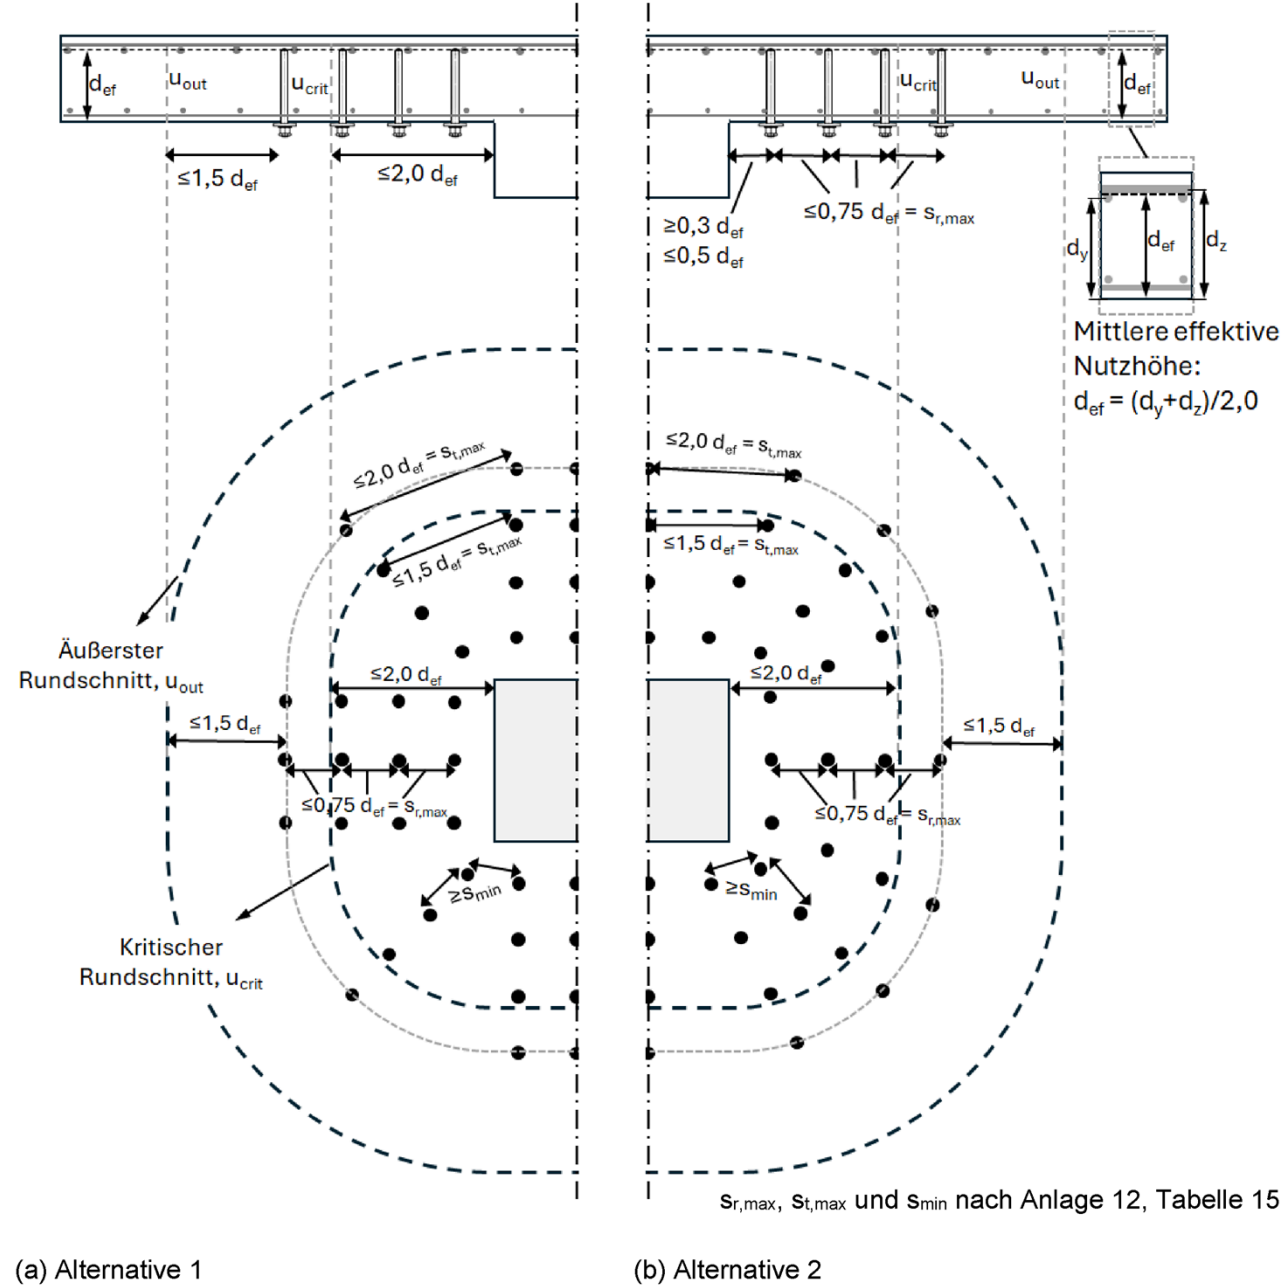 d_ef
u_out
u_crit
u_crit
u_out
d_ef
≤1,5 d_ef
≤2,0 d_ef
≥0,3 d_ef
≤0,5 d_ef
≤0,75 d_ef = s_r,max
d_y
d_ef
d_z
Mittlere effektive
Nutzhöhe:
d_ef = (d_y+d_z)/2,0
≤2,0 d_ef = s_t,max
≤2,0 d_ef = s_t,max
≤1,5 d_ef = s_t,max
≤1,5 d_ef = s_t,max
Äußerster
Rundschnitt, u_out
≤2,0 d_ef
≤2,0 d_ef
≤1,5 d_ef
≤1,5 d_ef
≤0,75 d_ef = s_r,max
≤0,75 d_ef = s_r,max
≥s_min
≥s_min
Kritischer
Rundschnitt, u_crit
s_r,max, s_t,max und s_min nach Anlage 12, Tabelle 15
(a) Alternative 1
(b) Alternative 2